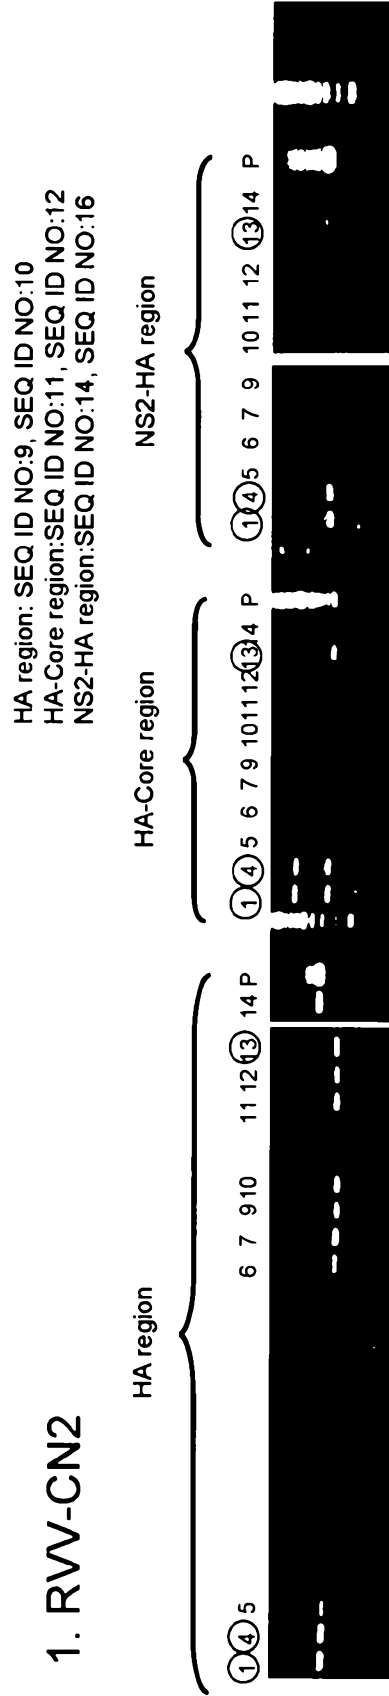 1. RVV-CN2
HA region: SEQ ID NO:9, SEQ ID NO:10
HA-Core region:SEQ ID NO:11, SEQ ID NO:12
NS2-HA region:SEQ ID NO:14, SEQ ID NO:16
HA region
HA-Core region
NS2-HA region
1 4 5 6 7 9 10 11 12 13 14 P
1 4 5 6 7 9 10 11 12 13 14 P
1 4 5 6 7 9 10 11 12 13 14 P